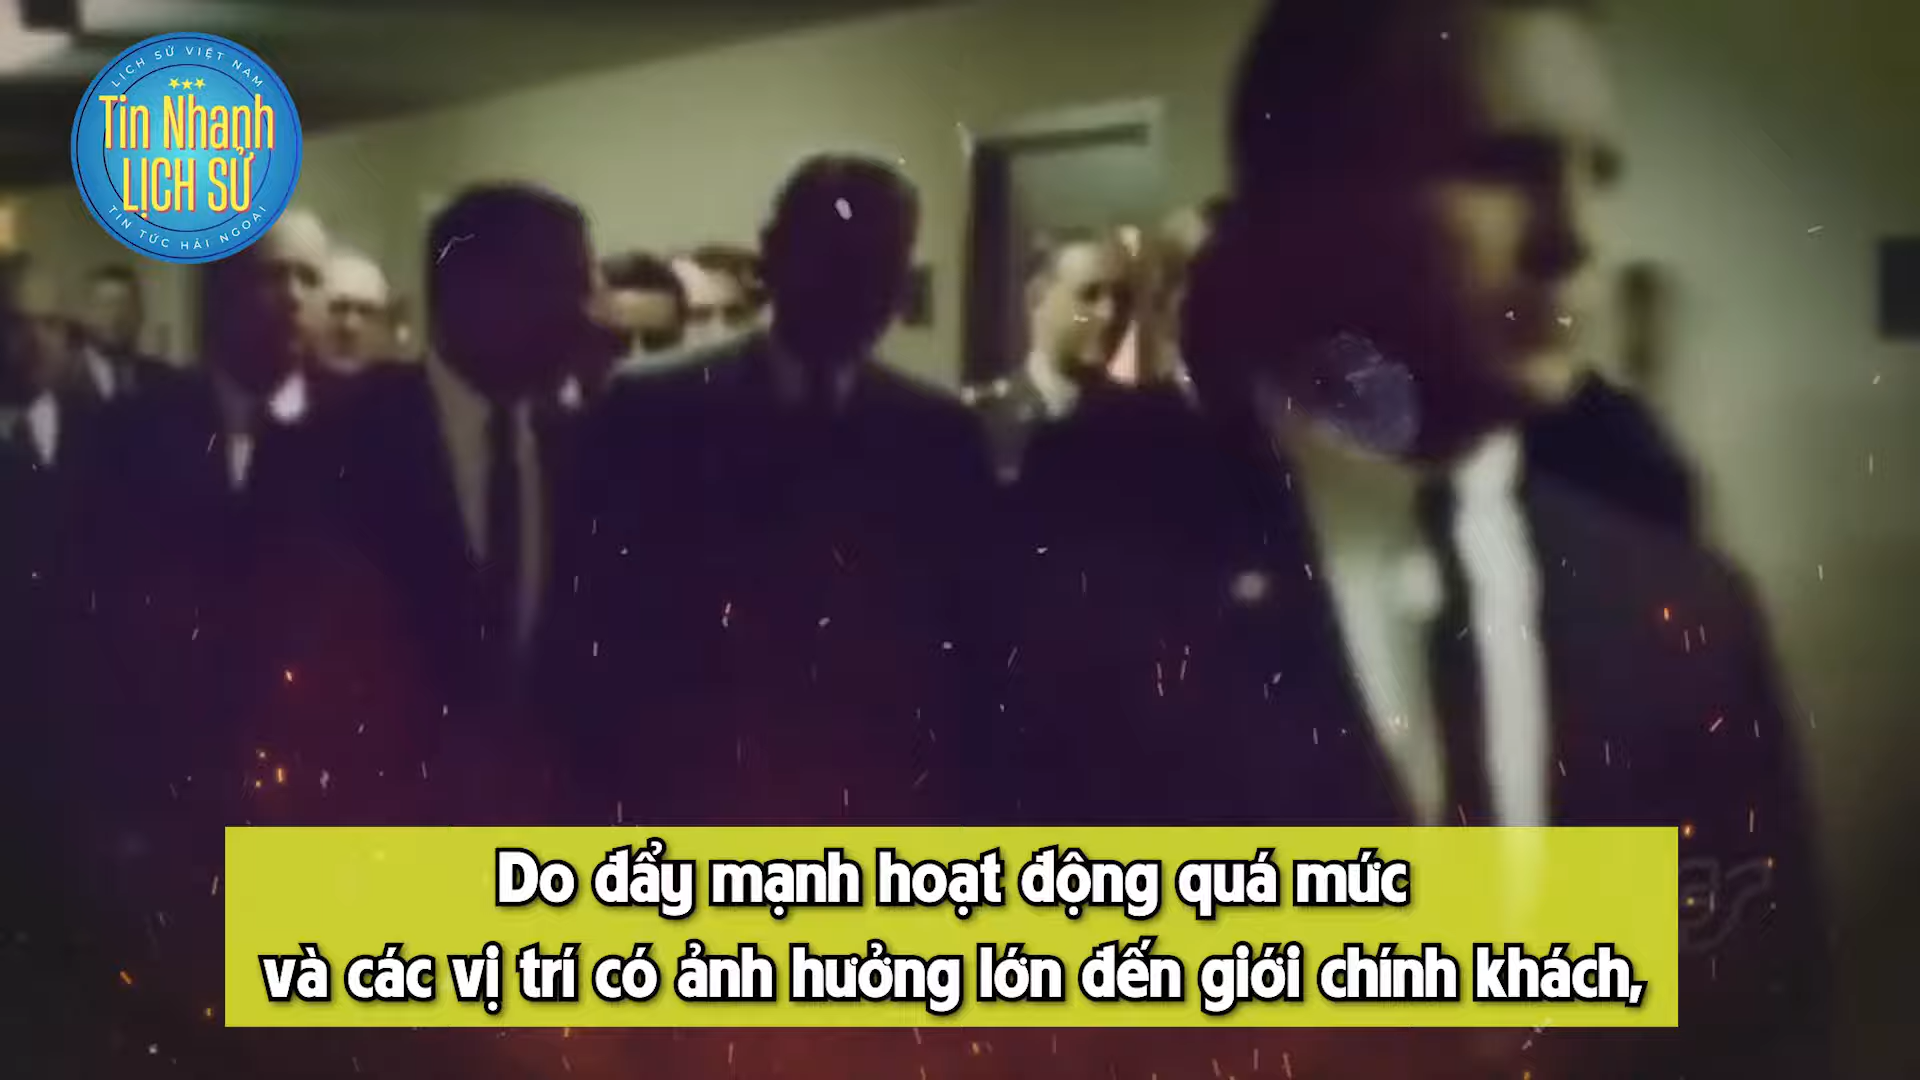 LỊCH SỬ VIỆT NAM
Tin Nhanh
LỊCH SỬ
TIN TỨC HẢI NGOẠI
Do đẩy mạnh hoạt động quá mức
và các vị trí có ảnh hưởng lớn đến giới chính khách,